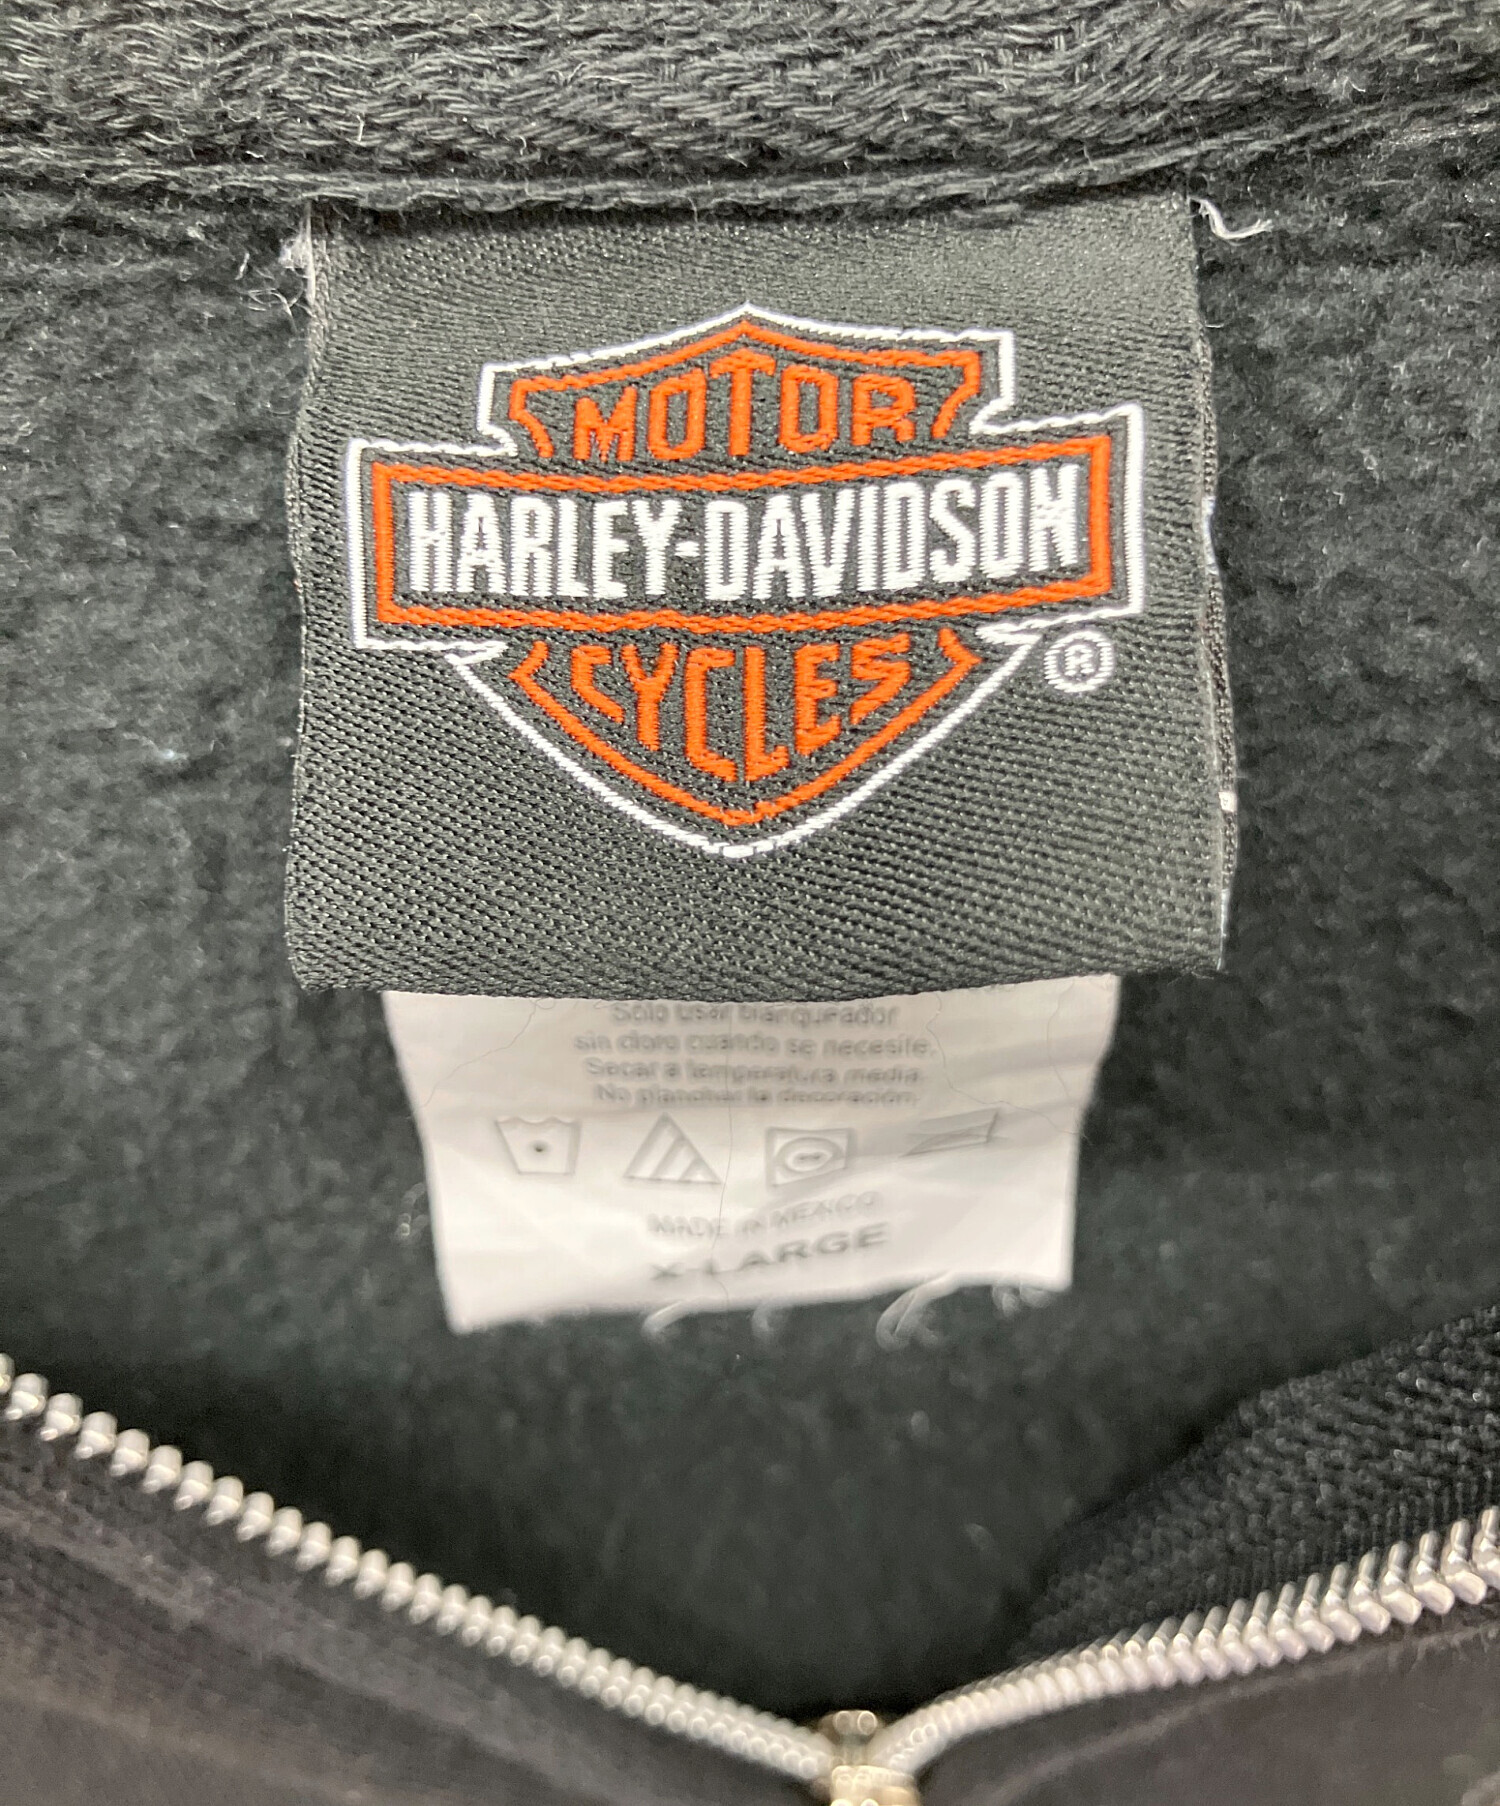 MOTOR
HARLEY-DAVIDSON
CYCLES
®
Solo usar blanqueador
sin cloro cuando se necesite.
Secar a temperatura media.
No planchar la decoración.
MADE IN MEXICO
X-LARGE